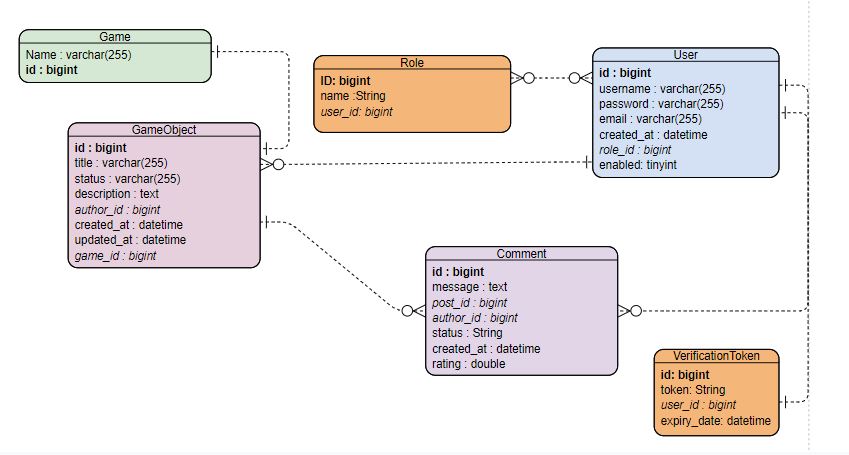 Game
Name : varchar(255)
id : bigint
Role
ID: bigint
name :String
user_id: bigint
User
id : bigint
username : varchar(255)
password : varchar(255)
email : varchar(255)
created_at : datetime
role_id : bigint
enabled: tinyint
GameObject
id : bigint
title : varchar(255)
status : varchar(255)
description : text
author_id : bigint
created_at : datetime
updated_at : datetime
game_id : bigint
Comment
id : bigint
message : text
post_id : bigint
author_id : bigint
status : String
created_at : datetime
rating : double
VerificationToken
id: bigint
token: String
user_id : bigint
expiry_date: datetime